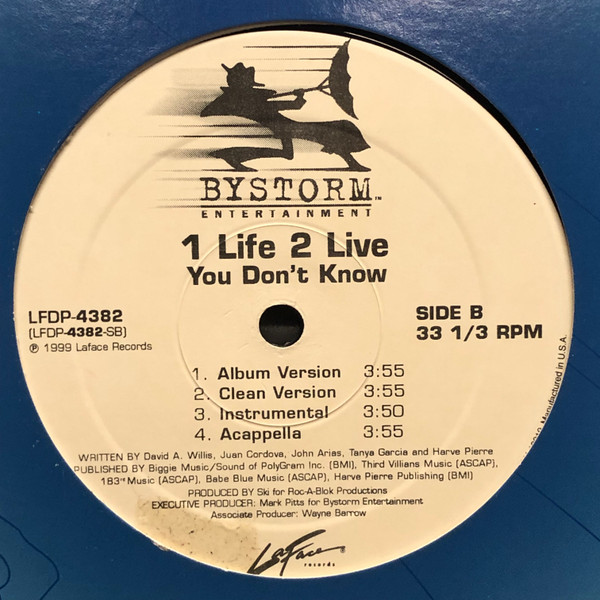 BYSTORM™
ENTERTAINMENT
1 Life 2 Live
You Don't Know
LFDP-4382
(LFDP-4382-SB)
℗ 1999 Laface Records
SIDE B
33 1/3 RPM
1. Album Version 3:55
2. Clean Version 3:55
3. Instrumental 3:50
4. Acappella 3:55
WRITTEN BY David A. Willis, Juan Cordova, John Arias, Tanya Garcia and Harve Pierre
PUBLISHED BY Biggie Music/Sound of PolyGram Inc. (BMI), Third Villians Music (ASCAP),
1B3rd Music (ASCAP), Babe Blue Music (ASCAP), Harve Pierre Publishing (BMI)
PRODUCED BY Ski for Roc-A-Blok Productions
EXECUTIVE PRODUCER: Mark Pitts for Bystorm Entertainment
Associate Producer: Wayne Barrow
LaFace®
records
Manufactured in U.S.A.